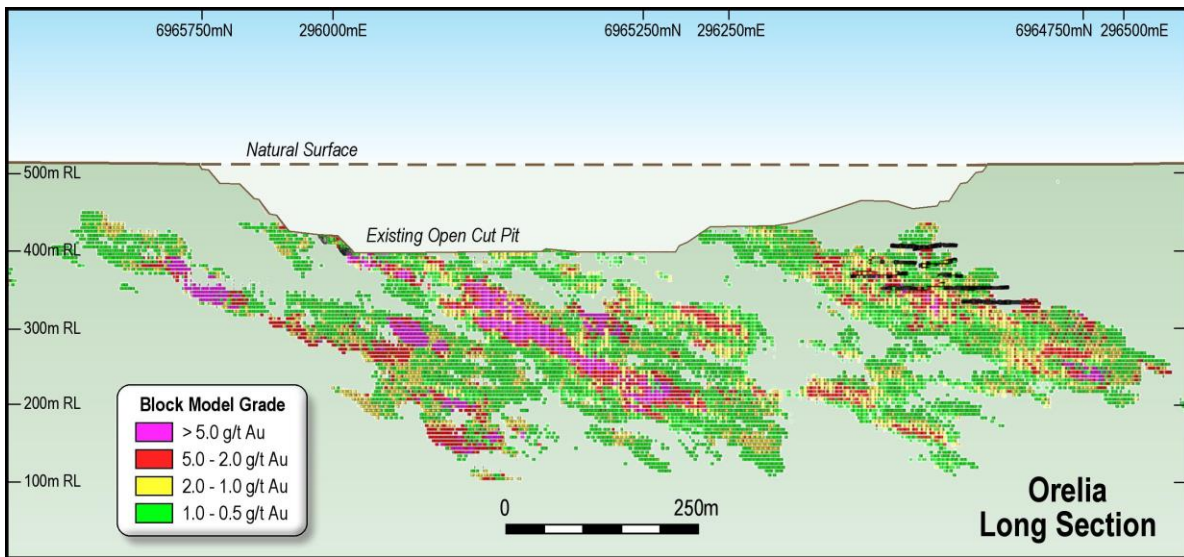 6965750mN 296000mE 6965250mN 296250mE 6964750mN 296500mE
Natural Surface
500m RL
Existing Open Cut Pit
400m RL
300m RL
200m RL
100m RL
Block Model Grade
> 5.0 g/t Au
5.0 - 2.0 g/t Au
2.0 - 1.0 g/t Au
1.0 - 0.5 g/t Au
0 250m
Orelia
Long Section